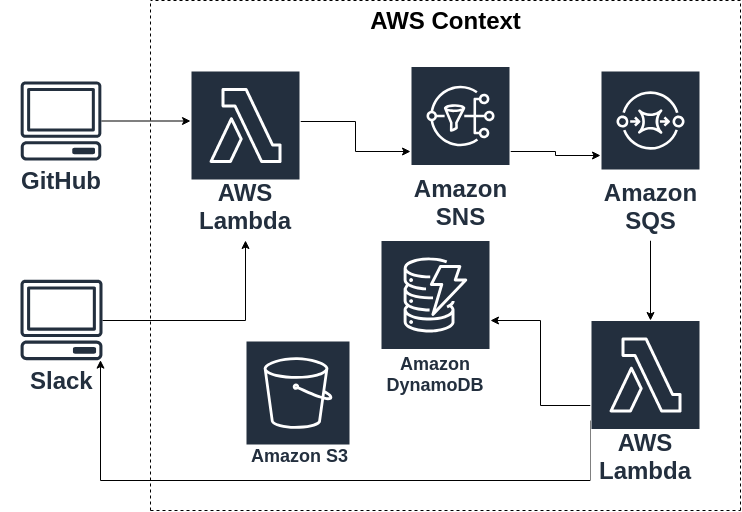 AWS Context
GitHub
AWS
Lambda
Amazon
SNS
Amazon
SQS
Slack
Amazon
DynamoDB
Amazon S3
AWS
Lambda